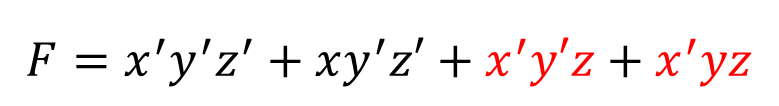 F = x′y′z′ + xy′z′ + x′y′z + x′yz